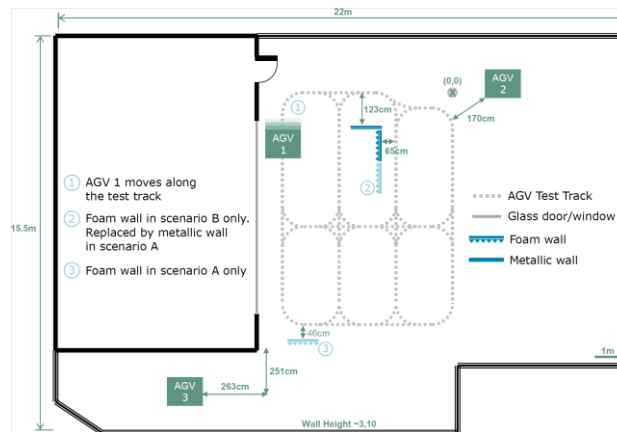 22m
15.5m
(0,0)
X
AGV
2
170cm
1
123cm
AGV
1
65cm
2
1 AGV 1 moves along
the test track
2 Foam wall in scenario B only.
Replaced by metallic wall
in scenario A
3 Foam wall in scenario A only
AGV Test Track
Glass door/window
Foam wall
Metallic wall
46cm
3
1m
251cm
AGV
3
263cm
Wall Height ~3,10